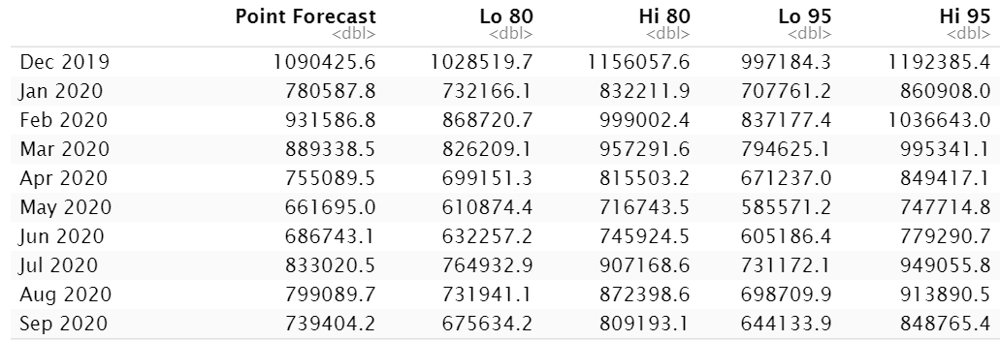 Point Forecast Lo 80 Hi 80 Lo 95 Hi 95
<dbl> <dbl> <dbl> <dbl> <dbl>
Dec 2019 1090425.6 1028519.7 1156057.6 997184.3 1192385.4
Jan 2020 780587.8 732166.1 832211.9 707761.2 860908.0
Feb 2020 931586.8 868720.7 999002.4 837177.4 1036643.0
Mar 2020 889338.5 826209.1 957291.6 794625.1 995341.1
Apr 2020 755089.5 699151.3 815503.2 671237.0 849417.1
May 2020 661695.0 610874.4 716743.5 585571.2 747714.8
Jun 2020 686743.1 632257.2 745924.5 605186.4 779290.7
Jul 2020 833020.5 764932.9 907168.6 731172.1 949055.8
Aug 2020 799089.7 731941.1 872398.6 698709.9 913890.5
Sep 2020 739404.2 675634.2 809193.1 644133.9 848765.4